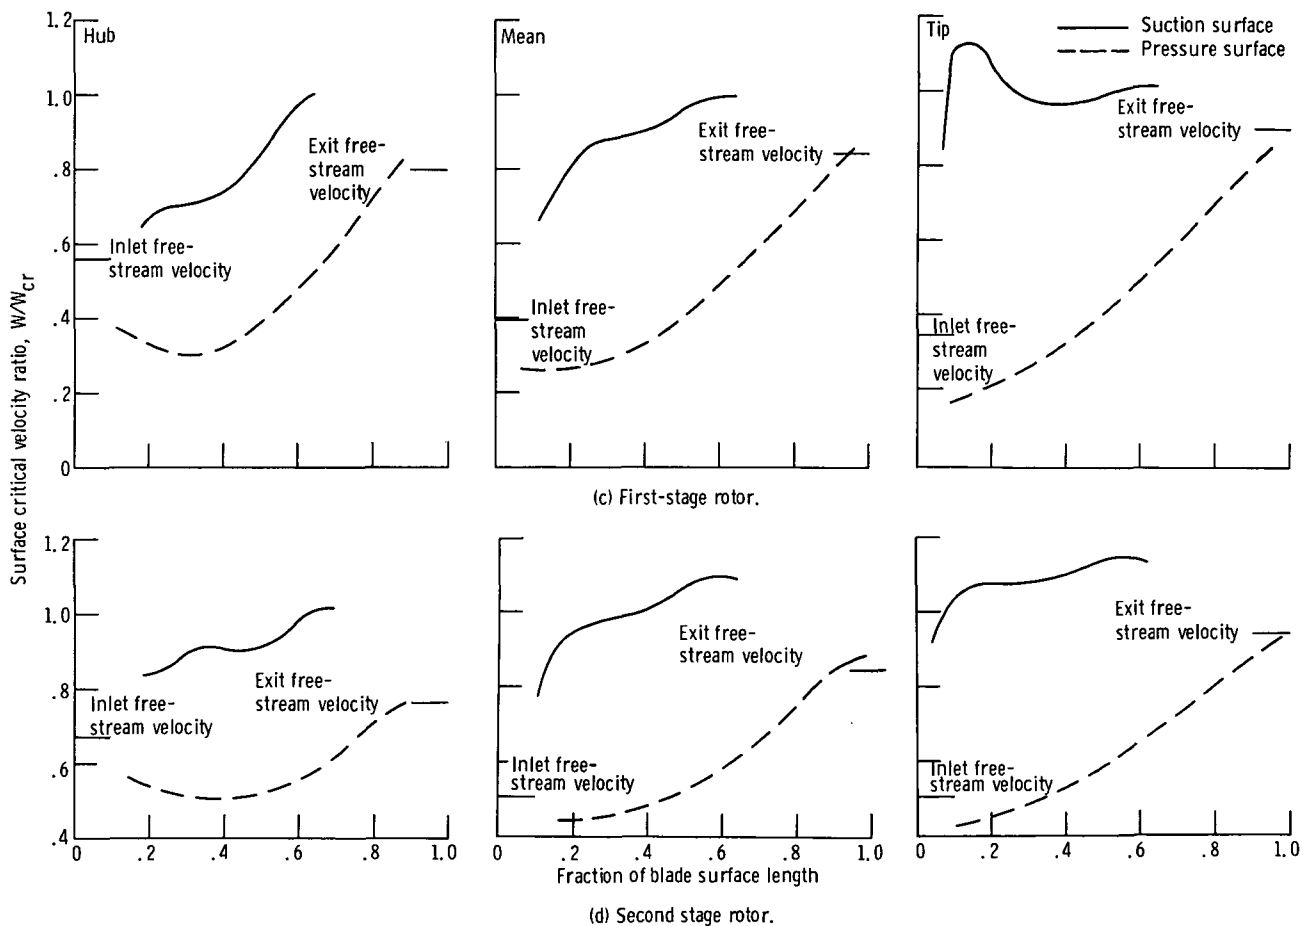 1.2
1.0
.8
.6
.4
.2
0
Hub
Exit free-
stream
velocity
Inlet free-
stream velocity
Mean
Exit free-
stream velocity
Inlet free-
stream
velocity
Tip
Suction surface
Pressure surface
Exit free-
stream velocity
Inlet free-
stream
velocity
(c) First-stage rotor.
Surface critical velocity ratio, W/Wcr
1.2
1.0
.8
.6
.4
Inlet free-
stream velocity
Exit free-
stream velocity
0 .2 .4 .6 .8 1.0
Exit free-
stream velocity
Inlet free-
stream velocity
0 .2 .4 .6 .8 1.0
Exit free-
stream velocity
Inlet free-
stream velocity
0 .2 .4 .6 .8 1.0
Fraction of blade surface length
(d) Second stage rotor.